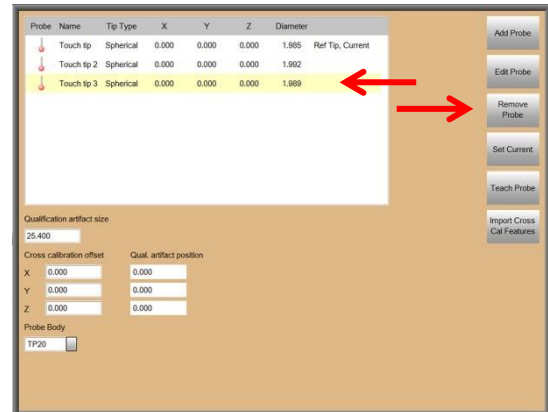 Probe Name Tip Type X Y Z Diameter
Touch tip Spherical 0.000 0.000 0.000 1.985 Ref Tip, Current
Touch tip 2 Spherical 0.000 0.000 0.000 1.992
Touch tip 3 Spherical 0.000 0.000 0.000 1.989
Add Probe
Edit Probe
Remove
Probe
Set Current
Teach Probe
Import Cross
Cal Features
Qualification artifact size
25.400
Cross calibration offset Qual. artifact position
X 0.000 0.000
Y 0.000 0.000
Z 0.000 0.000
Probe Body
TP20